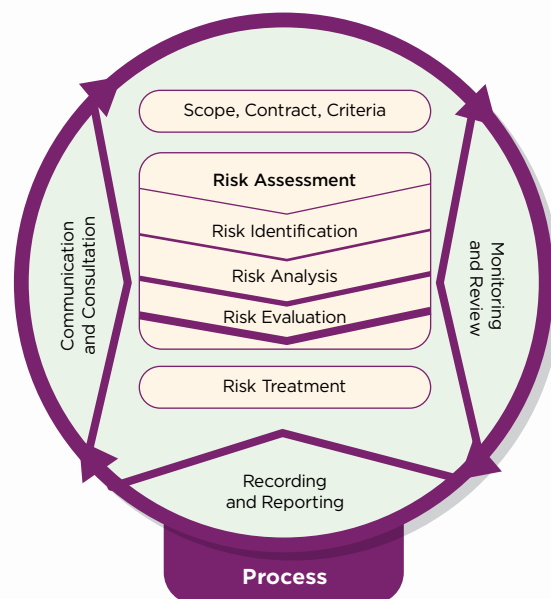 Scope, Contract, Criteria
Risk Assessment
Risk Identification
Risk Analysis
Risk Evaluation
Risk Treatment
Communication
and Consultation
Monitoring
and Review
Recording
and Reporting
Process